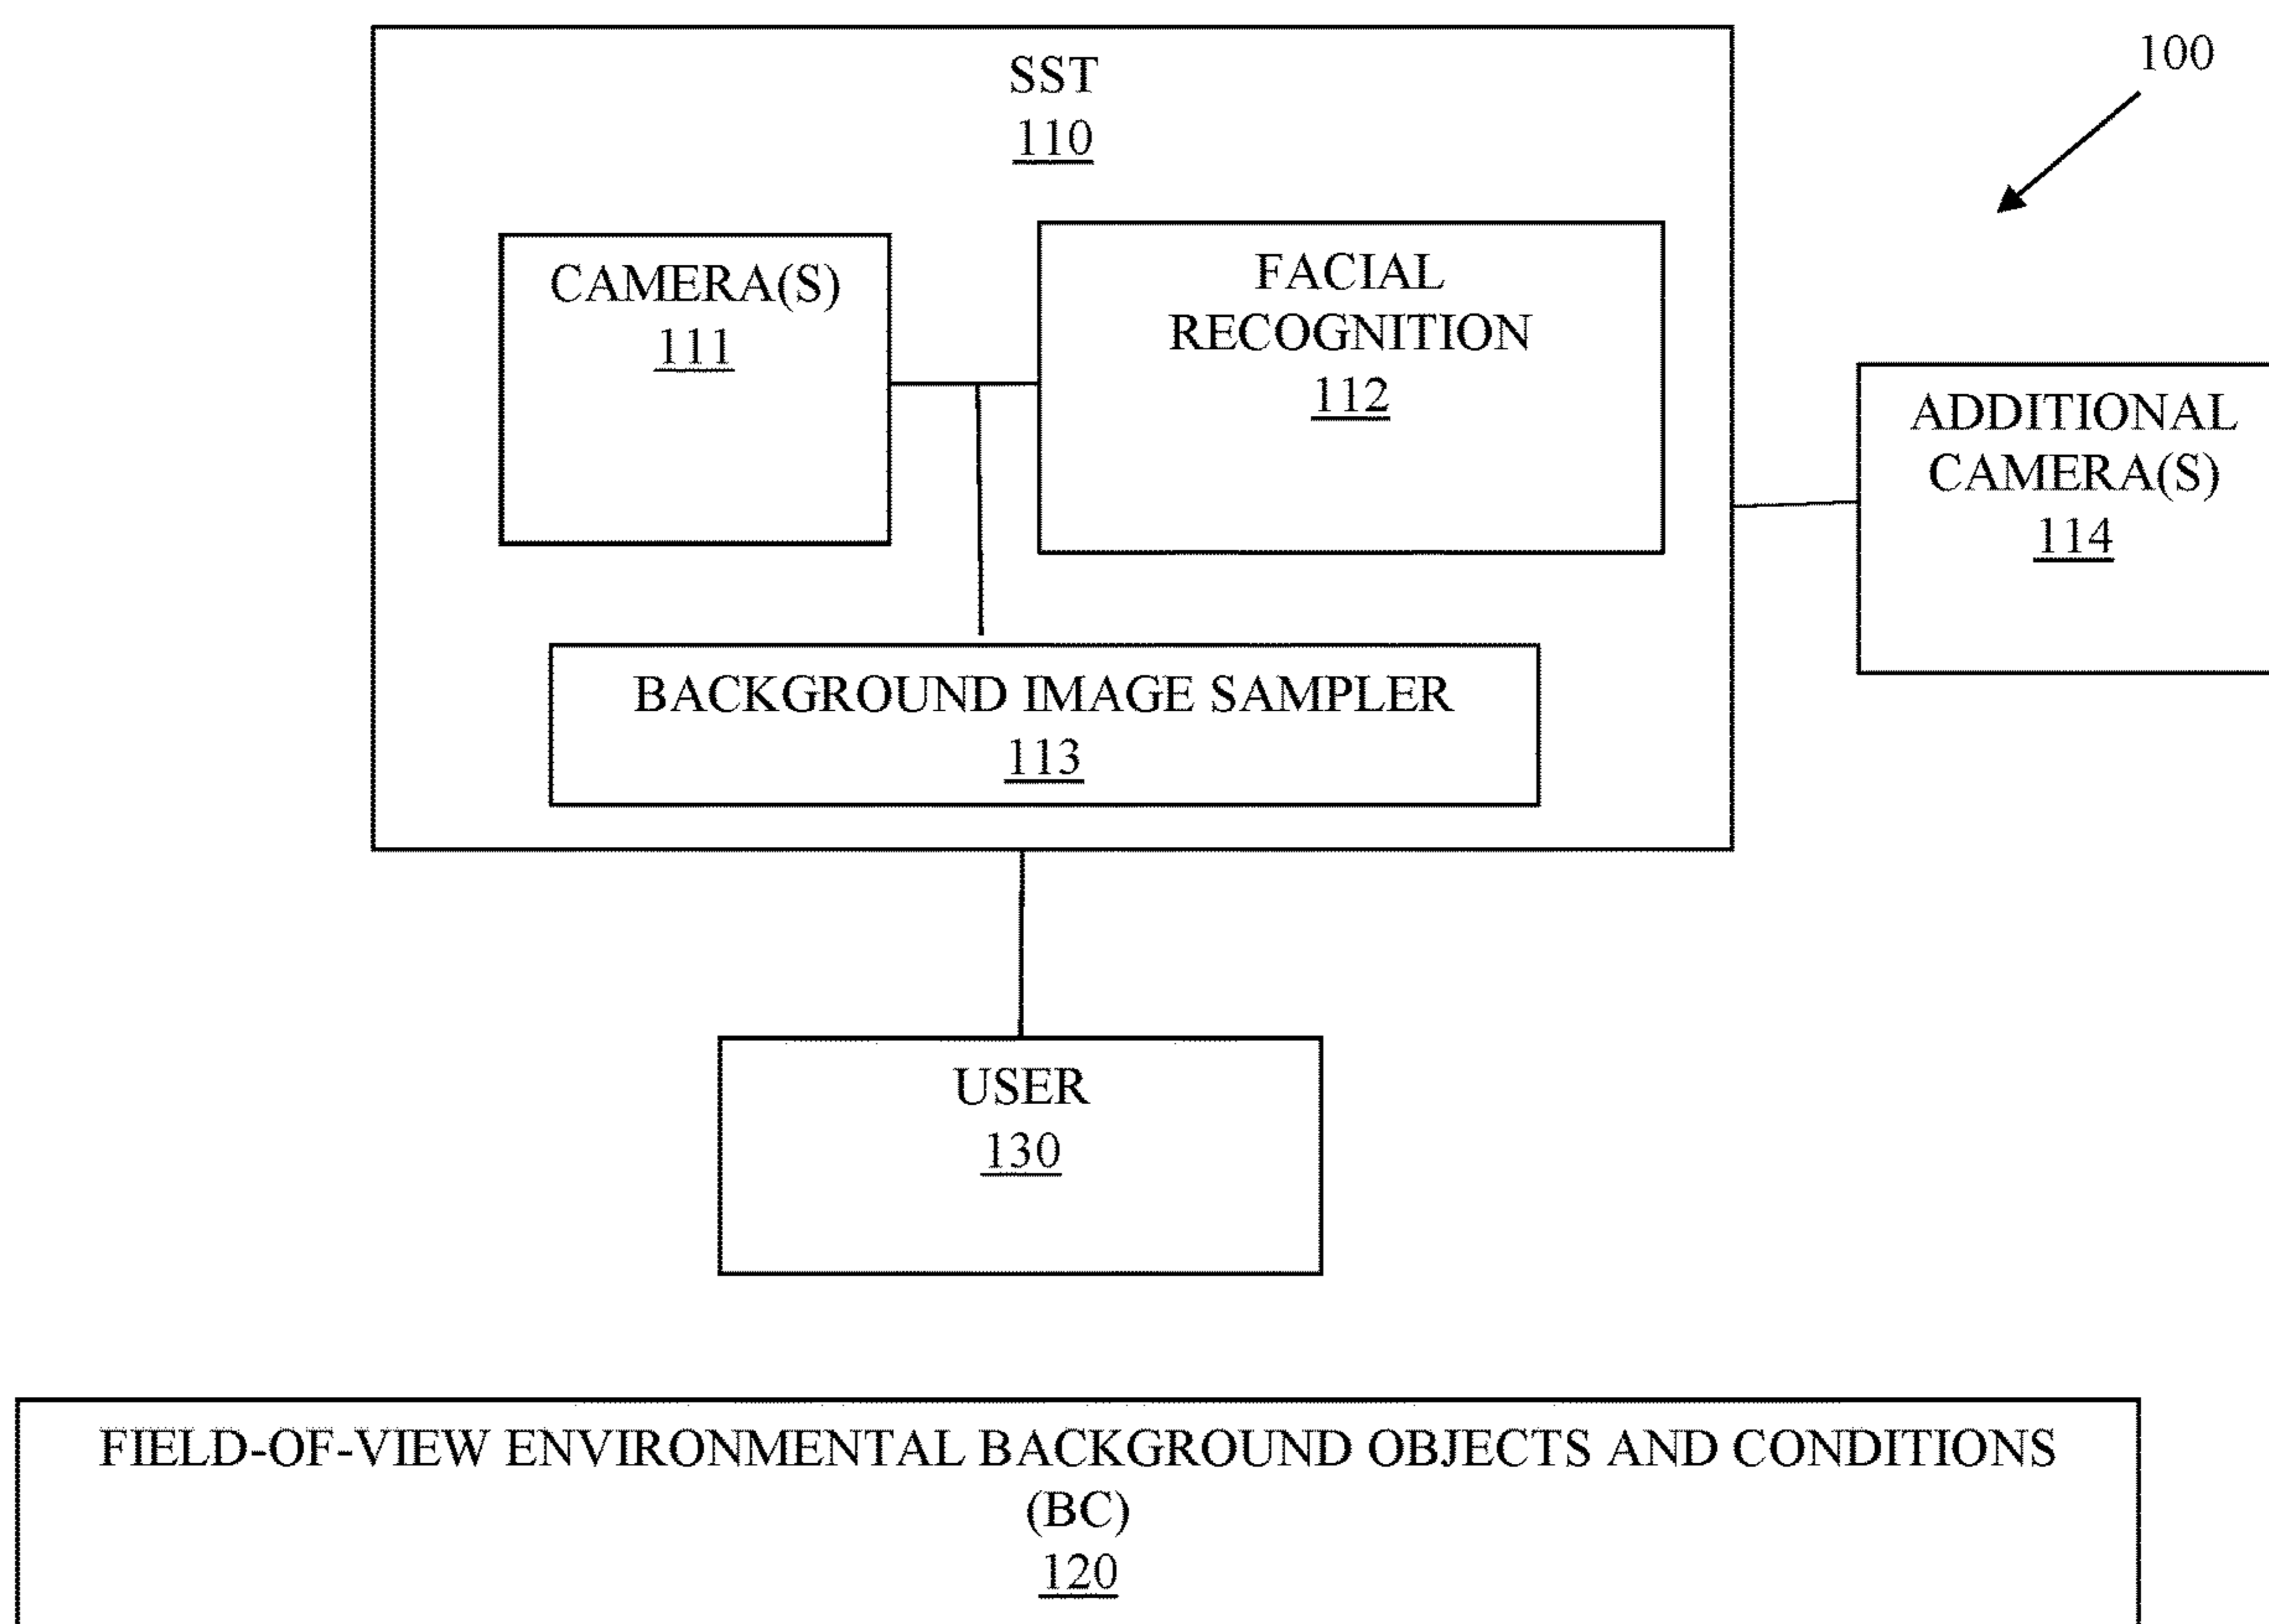 SST
110
100
CAMERA(S)
111
FACIAL
RECOGNITION
112
ADDITIONAL
CAMERA(S)
114
BACKGROUND IMAGE SAMPLER
113
USER
130
FIELD-OF-VIEW ENVIRONMENTAL BACKGROUND OBJECTS AND CONDITIONS
(BC)
120